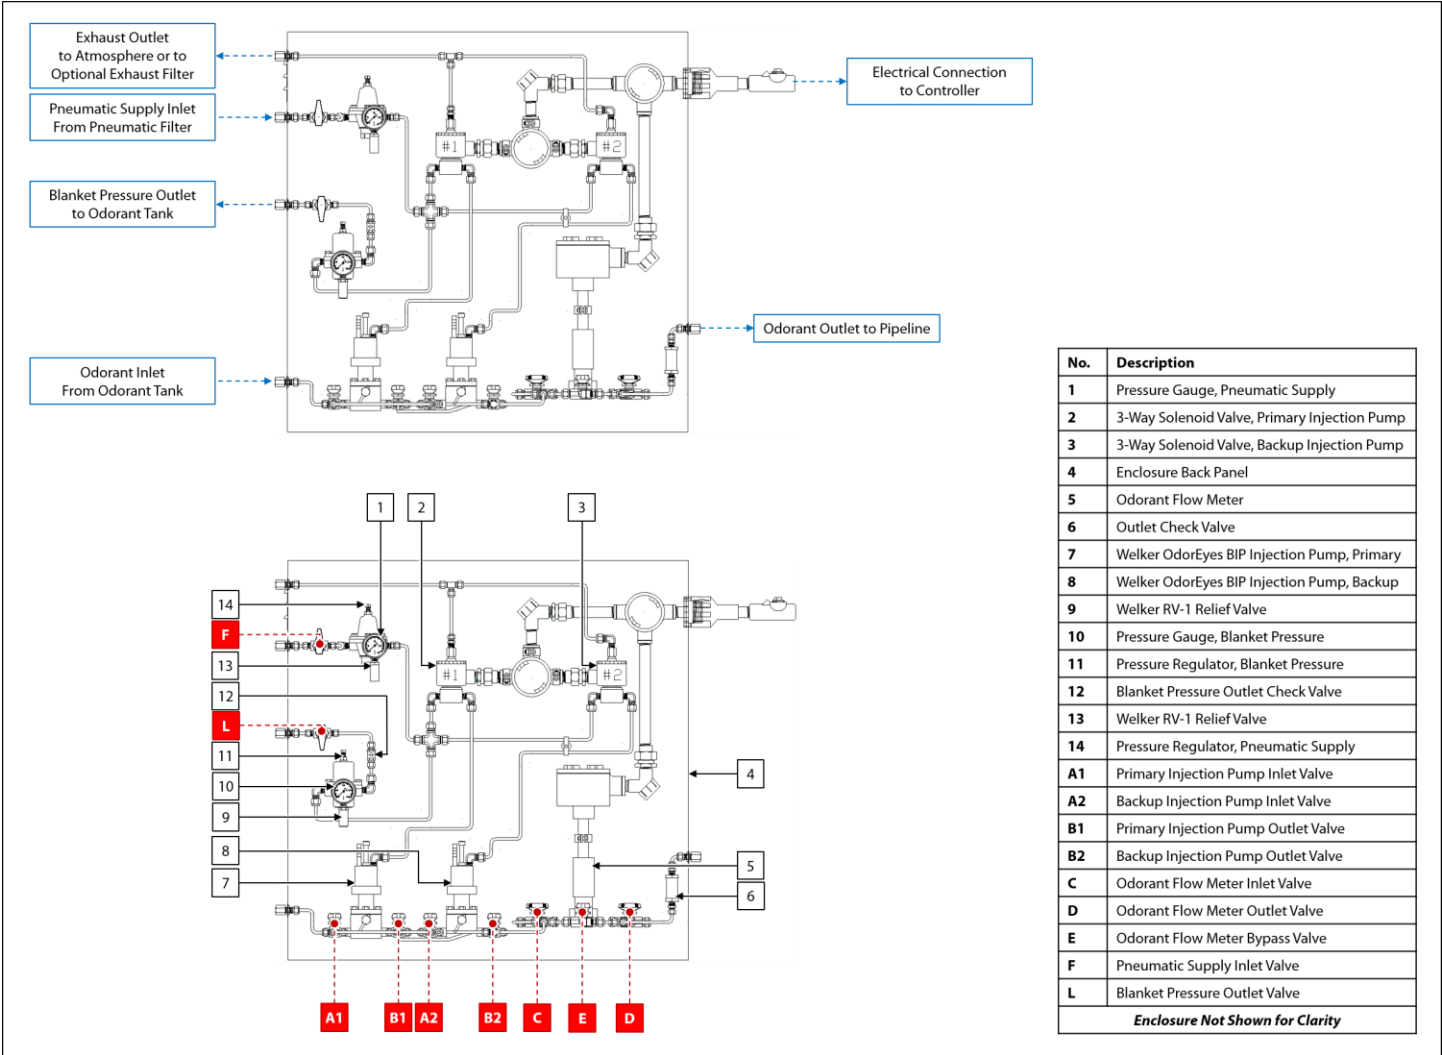 Exhaust Outlet
to Atmosphere or to
Optional Exhaust Filter
Pneumatic Supply Inlet
From Pneumatic Filter
Blanket Pressure Outlet
to Odorant Tank
Odorant Inlet
From Odorant Tank
Electrical Connection
to Controller
Odorant Outlet to Pipeline
#1
#2
1
2
3
14
F
13
12
L
11
10
9
8
7
4
5
6
#1
#2
A1
B1
A2
B2
C
E
D
No. Description
1 Pressure Gauge, Pneumatic Supply
2 3-Way Solenoid Valve, Primary Injection Pump
3 3-Way Solenoid Valve, Backup Injection Pump
4 Enclosure Back Panel
5 Odorant Flow Meter
6 Outlet Check Valve
7 Welker OdorEyes BIP Injection Pump, Primary
8 Welker OdorEyes BIP Injection Pump, Backup
9 Welker RV-1 Relief Valve
10 Pressure Gauge, Blanket Pressure
11 Pressure Regulator, Blanket Pressure
12 Blanket Pressure Outlet Check Valve
13 Welker RV-1 Relief Valve
14 Pressure Regulator, Pneumatic Supply
A1 Primary Injection Pump Inlet Valve
A2 Backup Injection Pump Inlet Valve
B1 Primary Injection Pump Outlet Valve
B2 Backup Injection Pump Outlet Valve
C Odorant Flow Meter Inlet Valve
D Odorant Flow Meter Outlet Valve
E Odorant Flow Meter Bypass Valve
F Pneumatic Supply Inlet Valve
L Blanket Pressure Outlet Valve
Enclosure Not Shown for Clarity